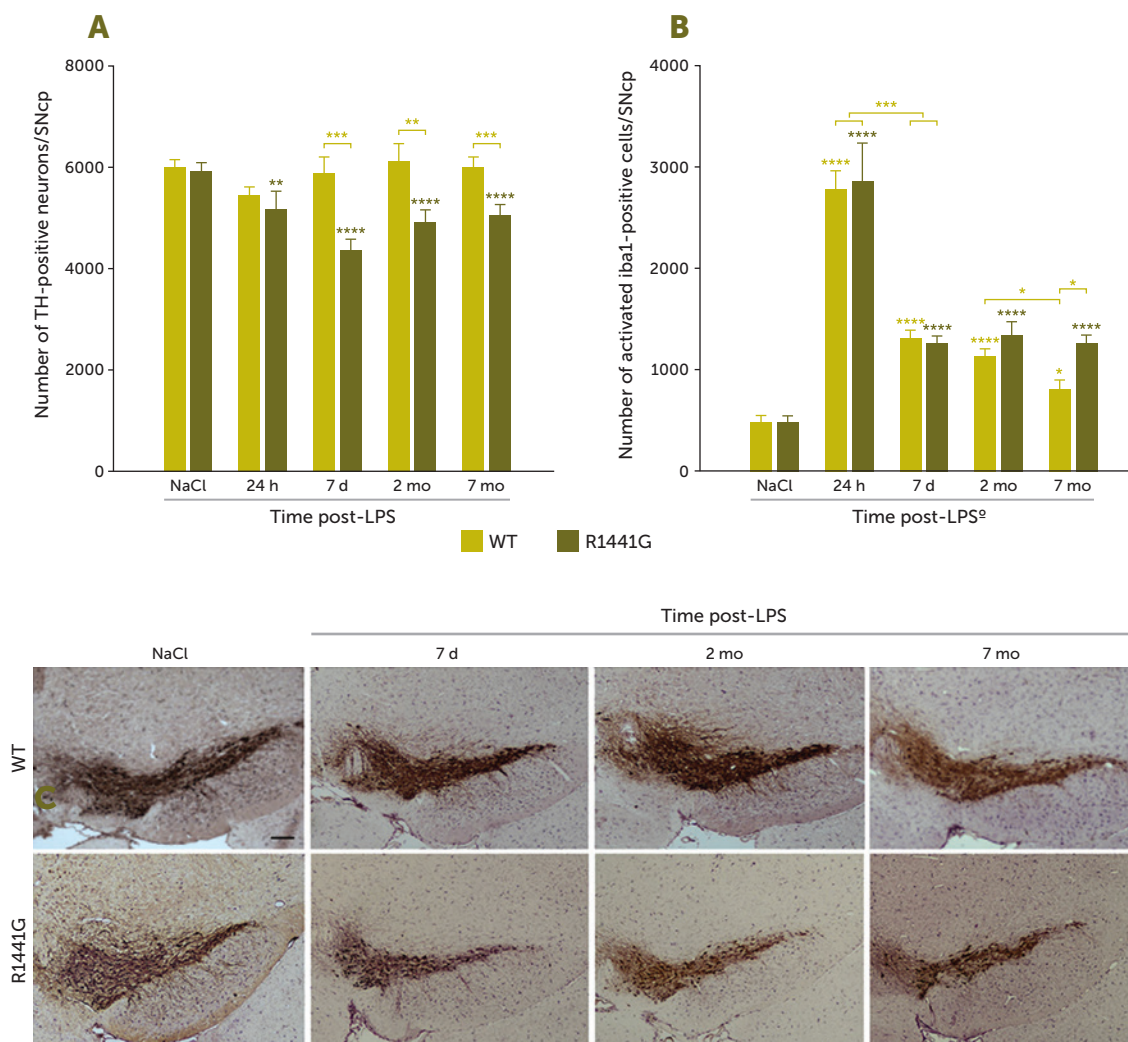 A
Number of TH-positive neurons/SNcp
8000
6000
4000
2000
0
**
***
****
**
****
***
****
NaCl 24 h 7 d 2 mo 7 mo
Time post-LPS
B
Number of activated iba1-positive cells/SNcp
4000
3000
2000
1000
0
***
****
****
****
****
*
****
****
*
*
****
NaCl 24 h 7 d 2 mo 7 mo
Time post-LPSº
WT R1441G
C
Time post-LPS
NaCl 7 d 2 mo 7 mo
WT
R1441G